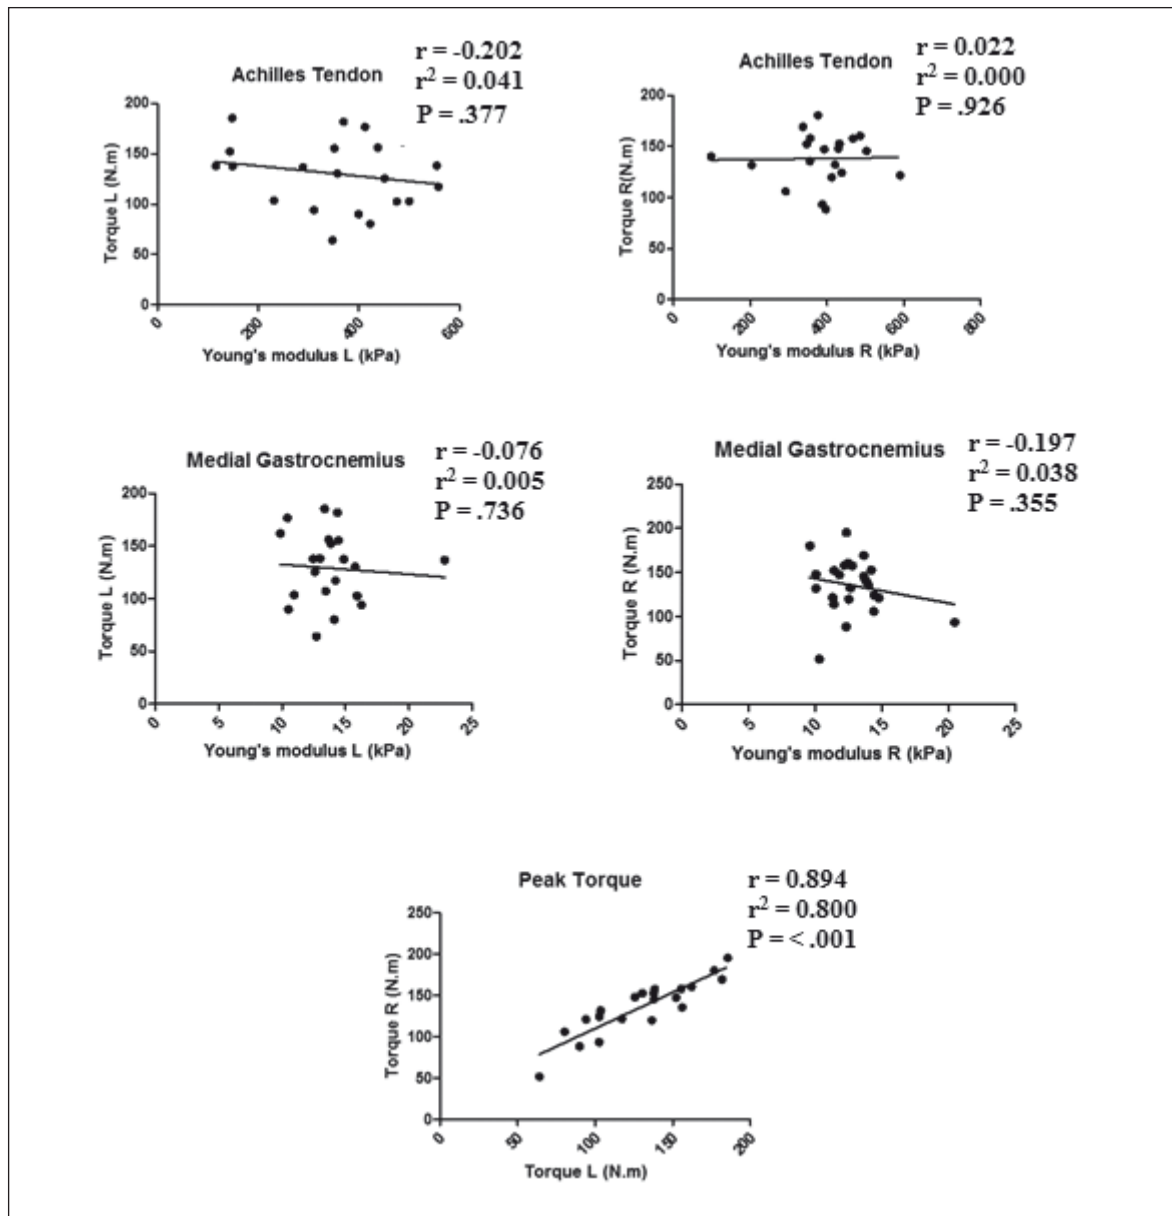 Achilles Tendon
r = -0.202
r² = 0.041
P = .377
Torque L (N.m)
200
150
100
50
0
0
200
400
600
Young's modulus L (kPa)
Achilles Tendon
r = 0.022
r² = 0.000
P = .926
Torque R(N.m)
200
150
100
50
0
0
200
400
600
800
Young's modulus R (kPa)
Medial Gastrocnemius
r = -0.076
r² = 0.005
P = .736
Torque L (N.m)
200
150
100
50
0
0
5
10
15
20
25
Young's modulus L (kPa)
Medial Gastrocnemius
r = -0.197
r² = 0.038
P = .355
Torque R (N.m)
250
200
150
100
50
0
0
5
10
15
20
25
Young's modulus R (kPa)
Peak Torque
r = 0.894
r² = 0.800
P = < .001
Torque R (N.m)
250
200
150
100
50
0
0
50
100
150
200
Torque L (N.m)